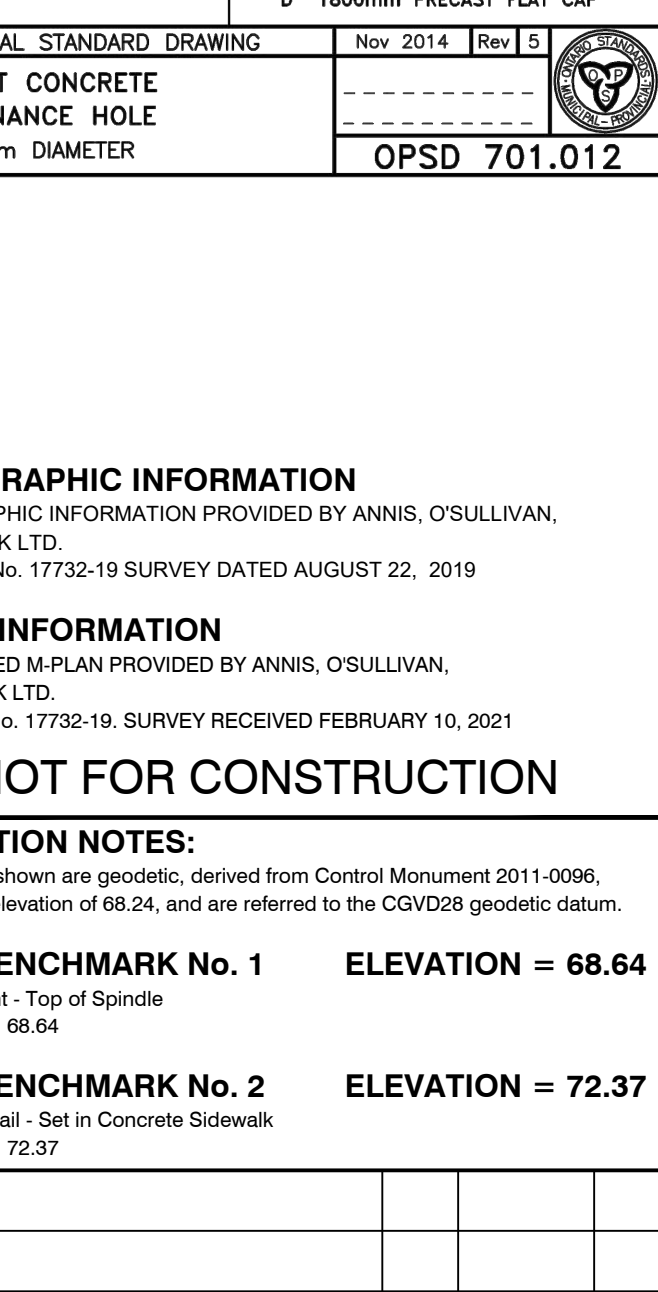 D 1800mm PRECAST FLAT CAP
AL STANDARD DRAWING
Nov 2014 Rev 5
T CONCRETE
NANCE HOLE
m DIAMETER
ONTARIO STANDARDS
MUNICIPAL - PROVINCIAL
O P S
OPSD 701.012
RAPHIC INFORMATION
PHIC INFORMATION PROVIDED BY ANNIS, O'SULLIVAN,
K LTD.
No. 17732-19 SURVEY DATED AUGUST 22, 2019
INFORMATION
ED M-PLAN PROVIDED BY ANNIS, O'SULLIVAN,
K LTD.
o. 17732-19. SURVEY RECEIVED FEBRUARY 10, 2021
NOT FOR CONSTRUCTION
TION NOTES:
shown are geodetic, derived from Control Monument 2011-0096,
levation of 68.24, and are referred to the CGVD28 geodetic datum.
ENCHMARK No. 1 ELEVATION = 68.64
t - Top of Spindle
68.64
ENCHMARK No. 2 ELEVATION = 72.37
ail - Set in Concrete Sidewalk
72.37